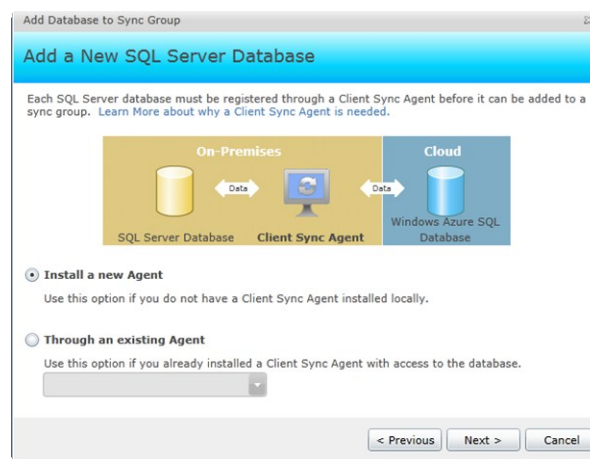 Add Database to Sync Group
Add a New SQL Server Database
Each SQL Server database must be registered through a Client Sync Agent before it can be added to a
sync group. Learn More about why a Client Sync Agent is needed.
On-Premises
Cloud
Data
Data
SQL Server Database
Client Sync Agent
Windows Azure SQL
Database
Install a new Agent
Use this option if you do not have a Client Sync Agent installed locally.
Through an existing Agent
Use this option if you already installed a Client Sync Agent with access to the database.
< Previous
Next >
Cancel